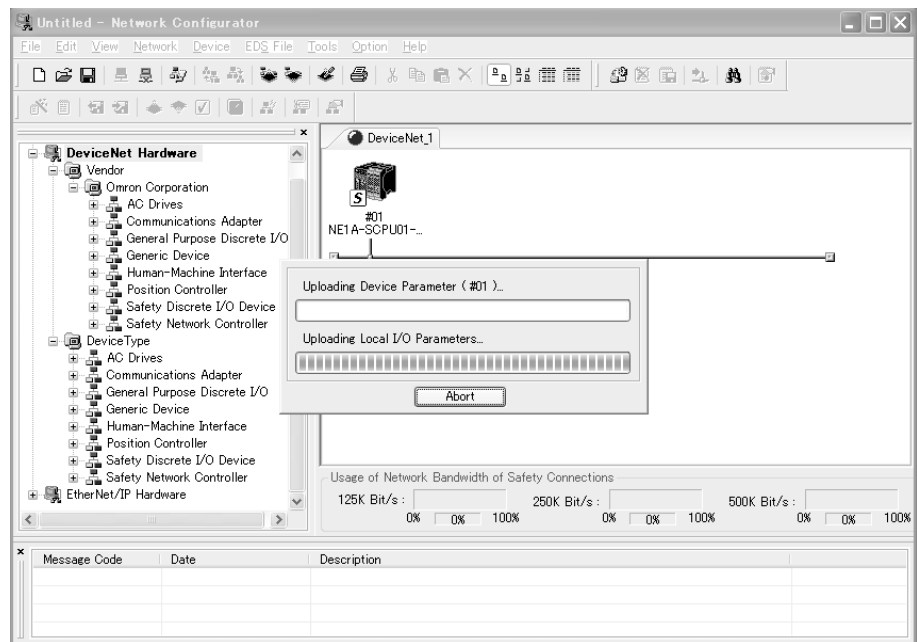 Untitled - Network Configurator
File Edit View Network Device EDS File Tools Option Help
DeviceNet Hardware
Vendor
Omron Corporation
AC Drives
Communications Adapter
General Purpose Discrete I/O
Generic Device
Human-Machine Interface
Position Controller
Safety Discrete I/O Device
Safety Network Controller
DeviceType
AC Drives
Communications Adapter
General Purpose Discrete I/O
Generic Device
Human-Machine Interface
Position Controller
Safety Discrete I/O Device
Safety Network Controller
EtherNet/IP Hardware
DeviceNet_1
S
#01
NE1A-SCPU01-...
Uploading Device Parameter ( #01 )...
Uploading Local I/O Parameters...
Abort
Usage of Network Bandwidth of Safety Connections
125K Bit/s : 250K Bit/s : 500K Bit/s :
0% 0% 100% 0% 0% 100% 0% 0% 100%
Message Code Date Description